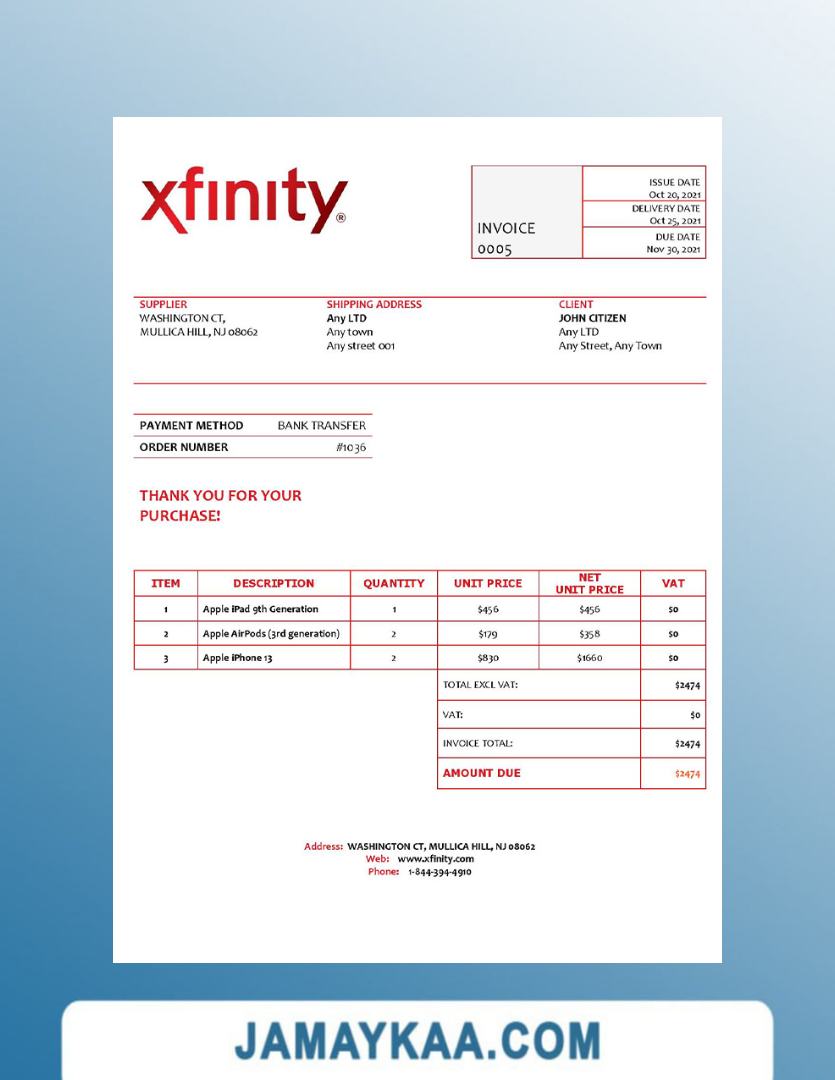 xfinity®
INVOICE
0005
ISSUE DATE
Oct 20, 2021
DELIVERY DATE
Oct 25, 2021
DUE DATE
Nov 30, 2021
SUPPLIER
WASHINGTON CT,
MULLICA HILL, NJ 08062
SHIPPING ADDRESS
Any LTD
Any town
Any street 001
CLIENT
JOHN CITIZEN
Any LTD
Any Street, Any Town
PAYMENT METHOD BANK TRANSFER
ORDER NUMBER #1036
THANK YOU FOR YOUR
PURCHASE!
ITEM DESCRIPTION QUANTITY UNIT PRICE NET UNIT PRICE VAT
1 Apple iPad 9th Generation 1 $456 $456 $0
2 Apple AirPods (3rd generation) 2 $179 $358 $0
3 Apple iPhone 13 2 $830 $1660 $0
TOTAL EXCL VAT: $2474
VAT: $0
INVOICE TOTAL: $2474
AMOUNT DUE $2474
Address: WASHINGTON CT, MULLICA HILL, NJ 08062
Web: www.xfinity.com
Phone: 1-844-394-4910
JAMAYKAA.COM